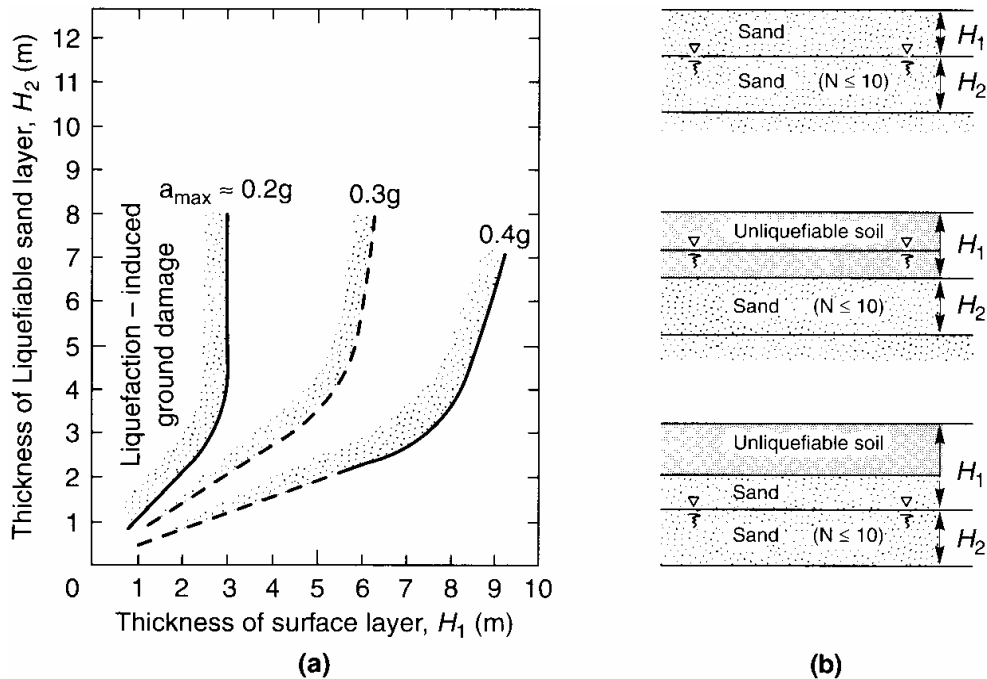 Thickness of Liquefiable sand layer, H2 (m)
12
11
10
9
8
7
6
5
4
3
2
1
0
Liquefaction – induced
ground damage
amax ≈ 0.2g
0.3g
0.4g
1 2 3 4 5 6 7 8 9 10
Thickness of surface layer, H1 (m)
(a)
Sand
H1
Sand (N ≤ 10)
H2
Unliquefiable soil
H1
Sand (N ≤ 10)
H2
Unliquefiable soil
H1
Sand
Sand (N ≤ 10)
H2
(b)